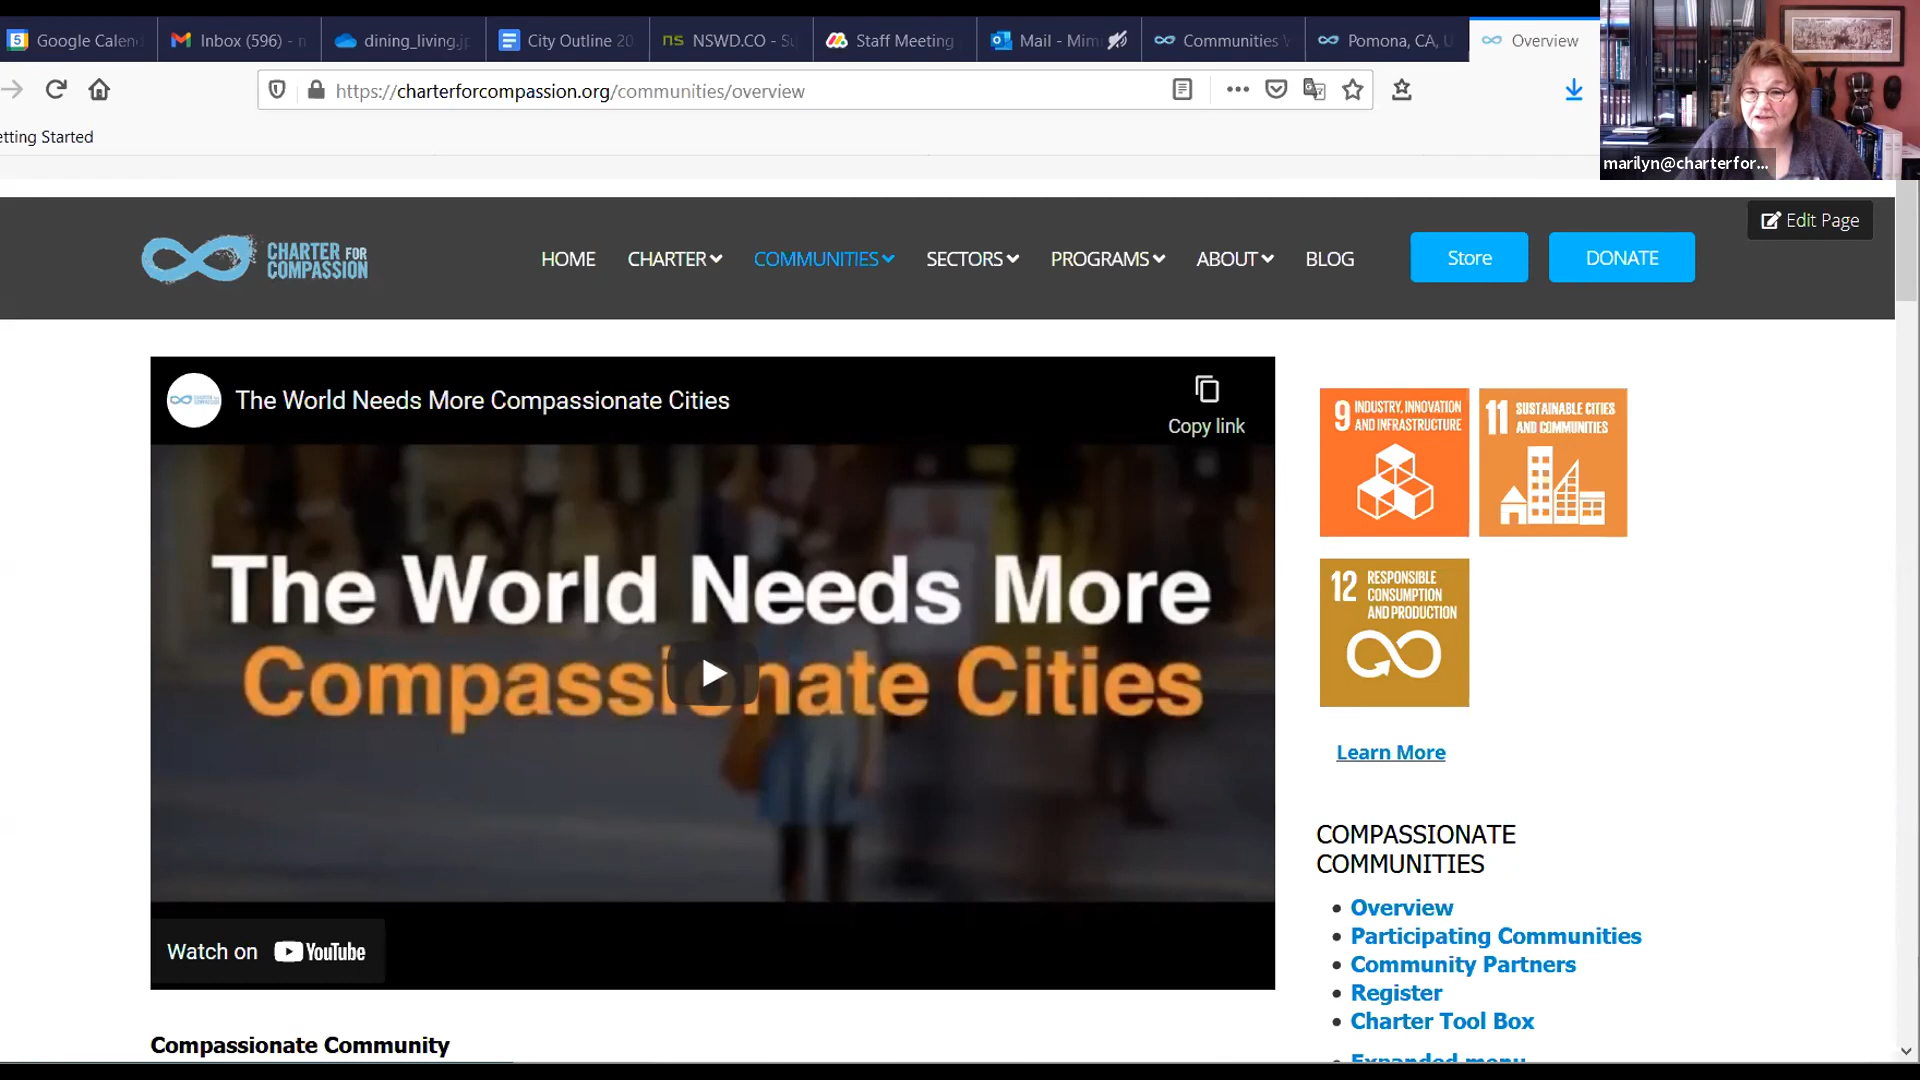 5 Google Calen
Inbox (596) - n
dining_living.j
City Outline 20
ns NSWD.CO - Su
Staff Meeting
Mail - Mim
Communities
Pomona, CA, U
Overview
https://charterforcompassion.org/communities/overview
etting Started
marilyn@charterfor...
Edit Page
CHARTER FOR
COMPASSION
HOME CHARTER COMMUNITIES SECTORS PROGRAMS ABOUT BLOG Store DONATE
The World Needs More Compassionate Cities
Copy link
The World Needs More
Compassionate Cities
Watch on YouTube
9 INDUSTRY, INNOVATION
AND INFRASTRUCTURE
11 SUSTAINABLE CITIES
AND COMMUNITIES
12 RESPONSIBLE
CONSUMPTION
AND PRODUCTION
Learn More
COMPASSIONATE
COMMUNITIES
Overview
Participating Communities
Community Partners
Register
Charter Tool Box
Expanded menu
Compassionate Community